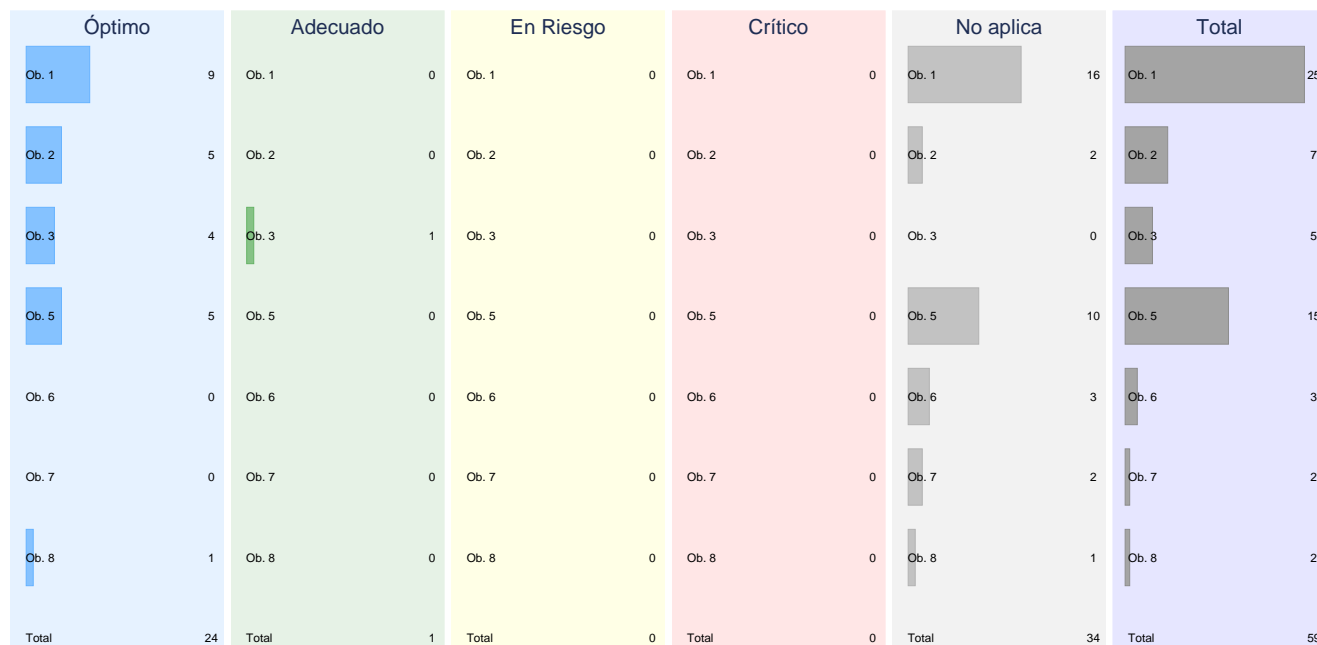 Óptimo Adecuado En Riesgo Crítico No aplica Total
Ob. 1 9 Ob. 1 0 Ob. 1 0 Ob. 1 0 Ob. 1 16 Ob. 1 25
Ob. 2 5 Ob. 2 0 Ob. 2 0 Ob. 2 0 Ob. 2 2 Ob. 2 7
Ob. 3 4 Ob. 3 1 Ob. 3 0 Ob. 3 0 Ob. 3 0 Ob. 3 5
Ob. 5 5 Ob. 5 0 Ob. 5 0 Ob. 5 0 Ob. 5 10 Ob. 5 15
Ob. 6 0 Ob. 6 0 Ob. 6 0 Ob. 6 0 Ob. 6 3 Ob. 6 3
Ob. 7 0 Ob. 7 0 Ob. 7 0 Ob. 7 0 Ob. 7 2 Ob. 7 2
Ob. 8 1 Ob. 8 0 Ob. 8 0 Ob. 8 0 Ob. 8 1 Ob. 8 2
Total 24 Total 1 Total 0 Total 0 Total 34 Total 59